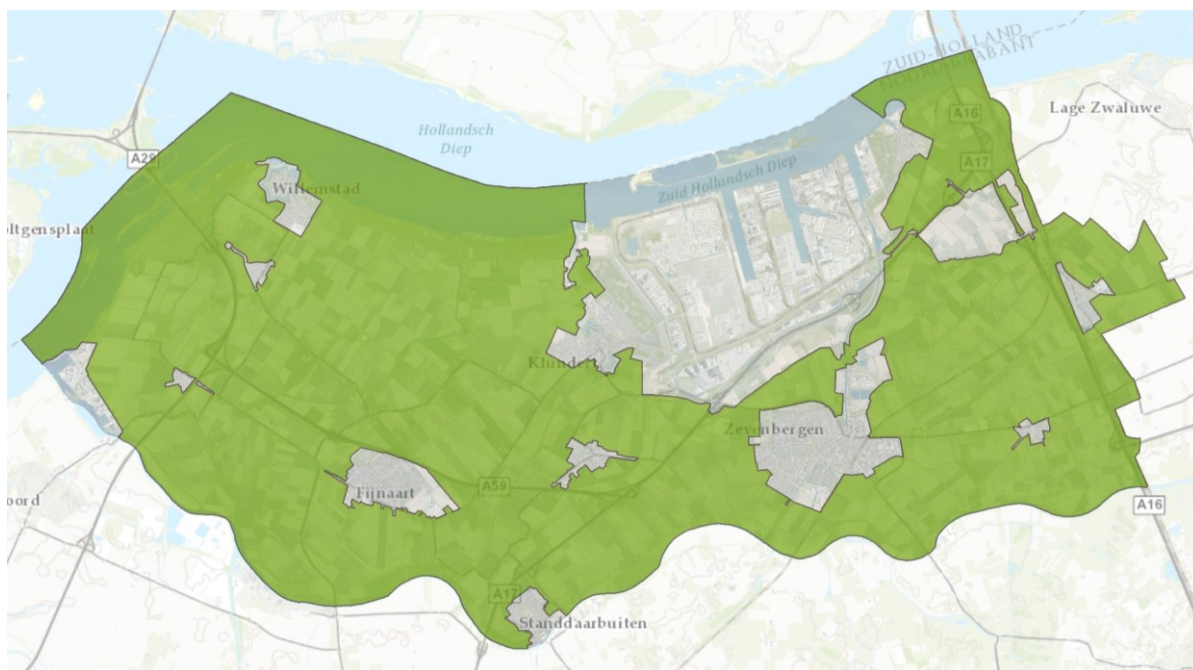 ZUID-HOLLAND
NOORD-BRABANT
A16
Lage Zwaluwe
Hollandsch
Diep
A29
A17
Zuid Hollandsch Diep
Willemstad
oltgensplaat
Klundert
Zevenbergen
A59
Fijnaart
oord
A16
A17
Standdaarbuiten